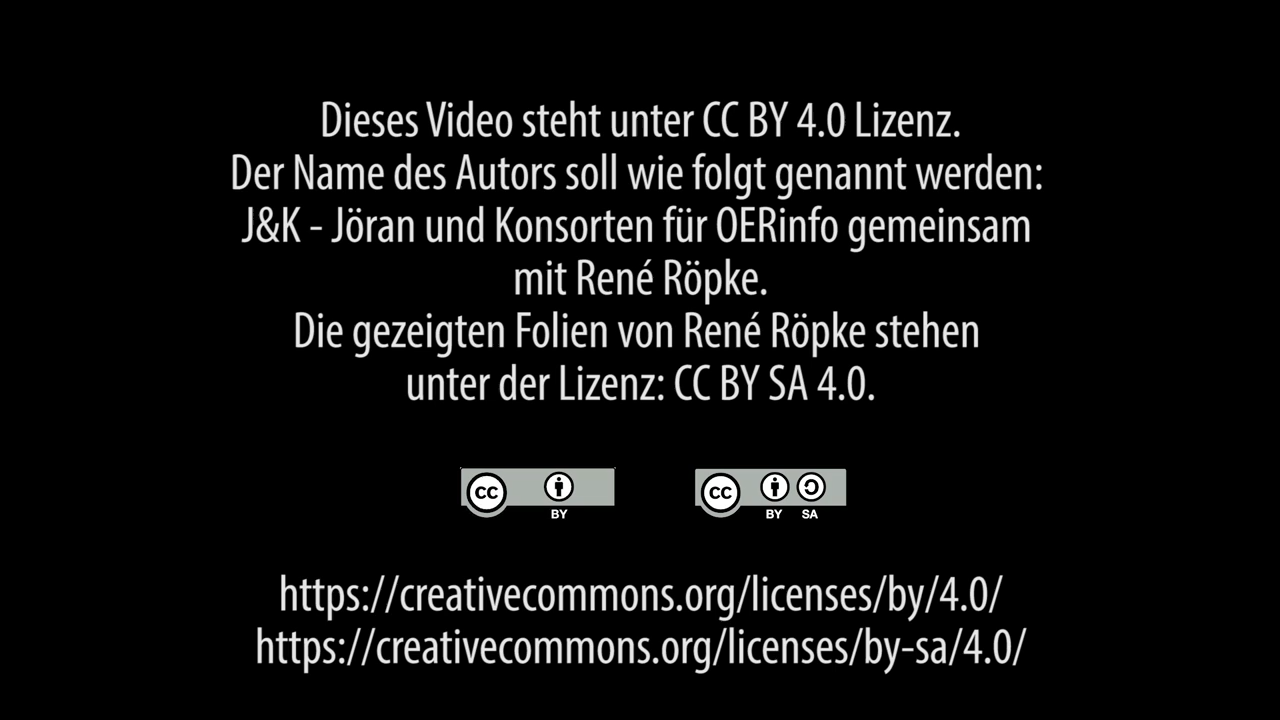 Dieses Video steht unter CC BY 4.0 Lizenz.
Der Name des Autors soll wie folgt genannt werden:
J&K - Jöran und Konsorten für OERinfo gemeinsam
mit René Röpke.
Die gezeigten Folien von René Röpke stehen
unter der Lizenz: CC BY SA 4.0.
cc BY
cc BY SA
https://creativecommons.org/licenses/by/4.0/
https://creativecommons.org/licenses/by-sa/4.0/